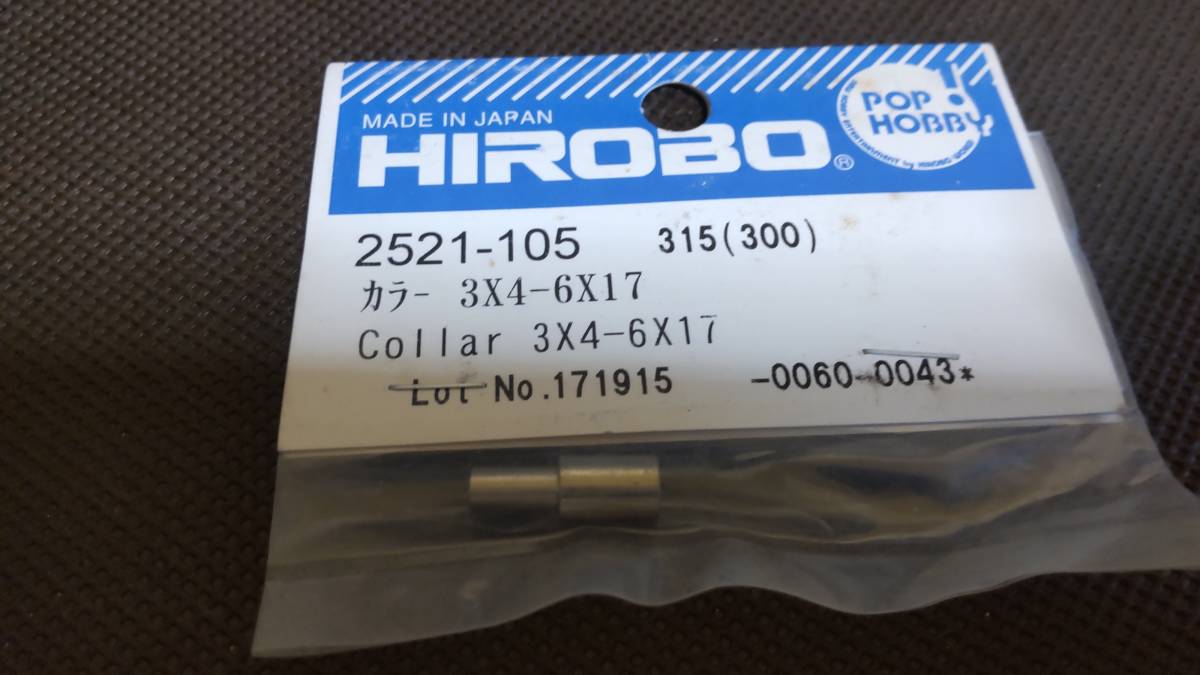 MADE IN JAPAN
HIROBO®
POP!
HOBBY
2521-105 315(300)
カラー 3X4-6X17
Collar 3X4-6X17
Lot No.171915 -0060-0043*